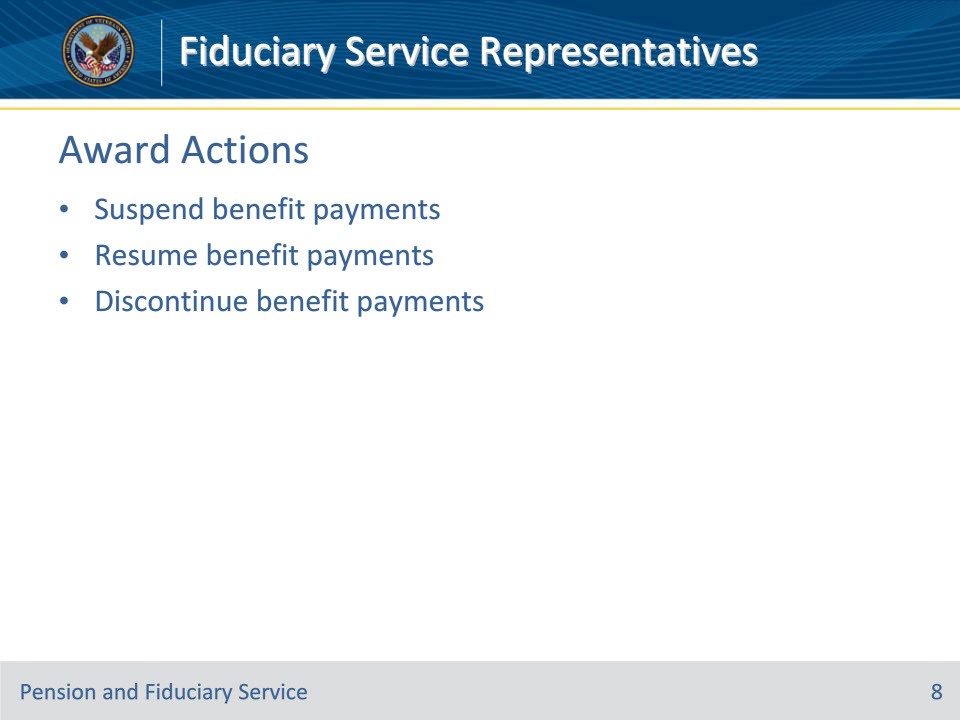 DEPARTMENT OF VETERANS AFFAIRS
UNITED STATES OF AMERICA
Fiduciary Service Representatives
Award Actions
• Suspend benefit payments
• Resume benefit payments
• Discontinue benefit payments
Pension and Fiduciary Service
8